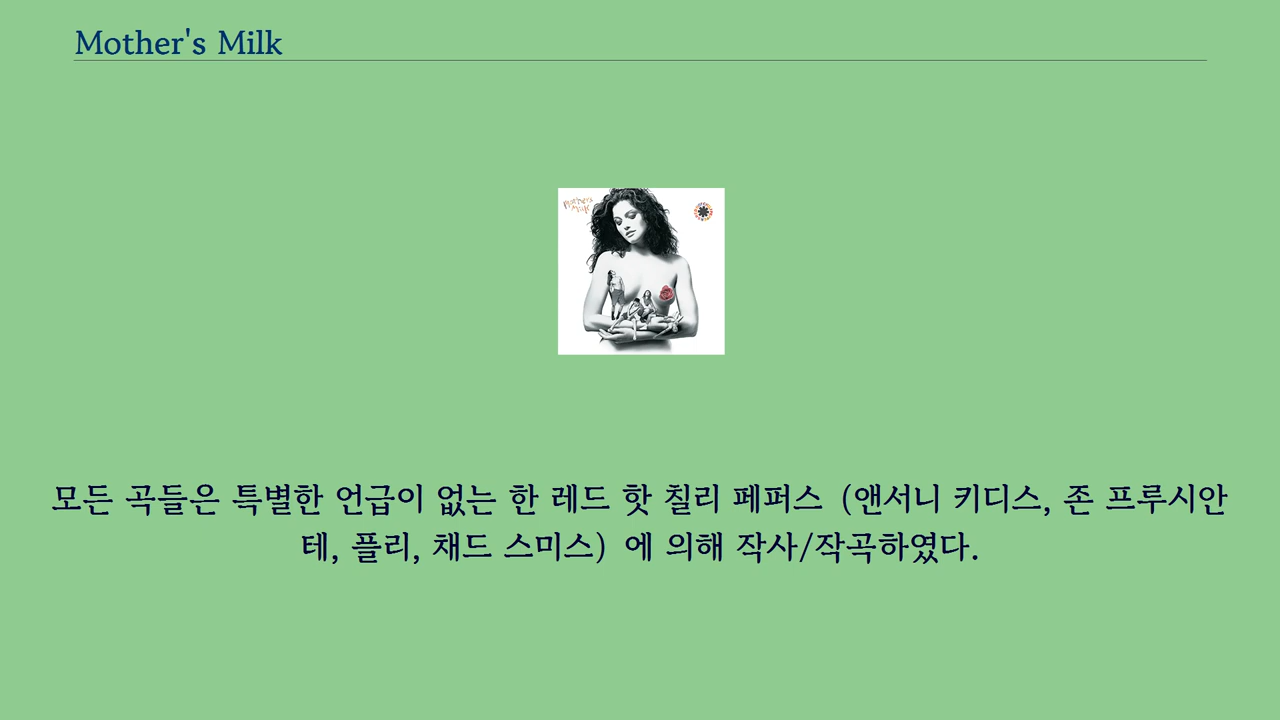 Mother's Milk
mother's
milk
모든 곡들은 특별한 언급이 없는 한 레드 핫 칠리 페퍼스 (앤서니 키디스, 존 프루시안
테, 플리, 채드 스미스) 에 의해 작사/작곡하였다.